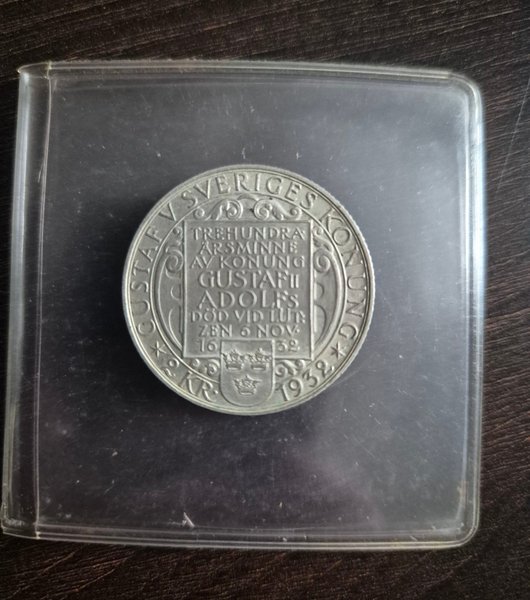 GUSTAF V SVERIGES KONUNG
TREHUNDRA
ÅRSMINNE
AV KONUNG
GUSTAF II
ADOLFS
DÖD VID LÜT-
ZEN 6 NOV.
16 32
* 2 KR. 1932 *